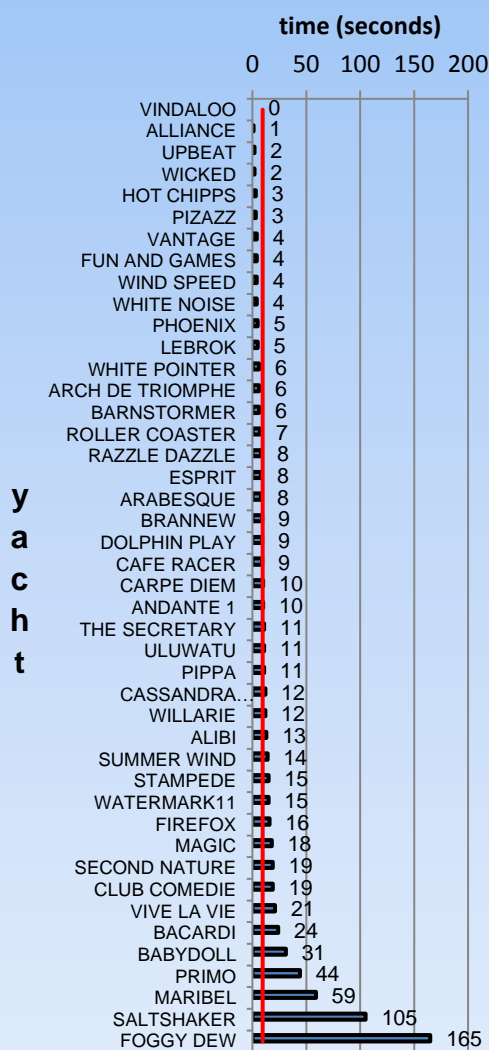 time (seconds)
0 50 100 150 200
VINDALOO 0
ALLIANCE 1
UPBEAT 2
WICKED 2
HOT CHIPPS 3
PIZAZZ 3
VANTAGE 4
FUN AND GAMES 4
WIND SPEED 4
WHITE NOISE 4
PHOENIX 5
LEBROK 5
WHITE POINTER 6
ARCH DE TRIOMPHE 6
BARNSTORMER 6
ROLLER COASTER 7
RAZZLE DAZZLE 8
ESPRIT 8
ARABESQUE 8
BRANNEW 9
DOLPHIN PLAY 9
CAFE RACER 9
CARPE DIEM 10
ANDANTE 1 10
THE SECRETARY 11
ULUWATU 11
PIPPA 11
CASSANDRA… 12
WILLARIE 12
ALIBI 13
SUMMER WIND 14
STAMPEDE 15
WATERMARK11 15
FIREFOX 16
MAGIC 18
SECOND NATURE 19
CLUB COMEDIE 19
VIVE LA VIE 21
BACARDI 24
BABYDOLL 31
PRIMO 44
MARIBEL 59
SALTSHAKER 105
FOGGY DEW 165
yacht